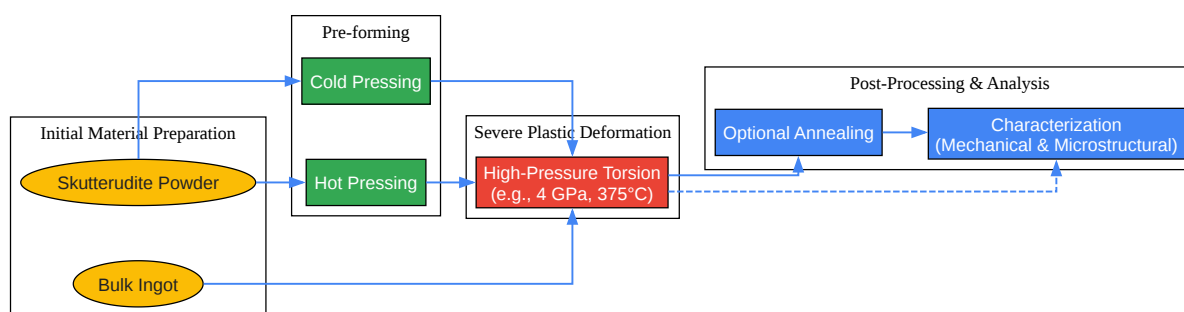 Pre-forming
Cold Pressing
Hot Pressing
Initial Material Preparation
Skutterudite Powder
Bulk Ingot
Severe Plastic Deformation
High-Pressure Torsion
(e.g., 4 GPa, 375°C)
Post-Processing & Analysis
Optional Annealing
Characterization
(Mechanical & Microstructural)